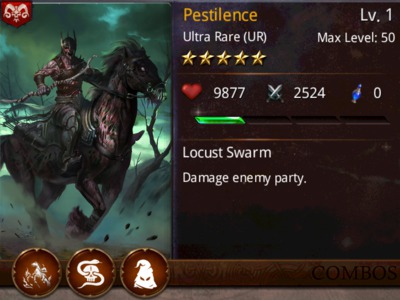 Pestilence Lv. 1
Ultra Rare (UR) Max Level: 50
9877 2524 0
Locust Swarm
Damage enemy party.
COMBOS